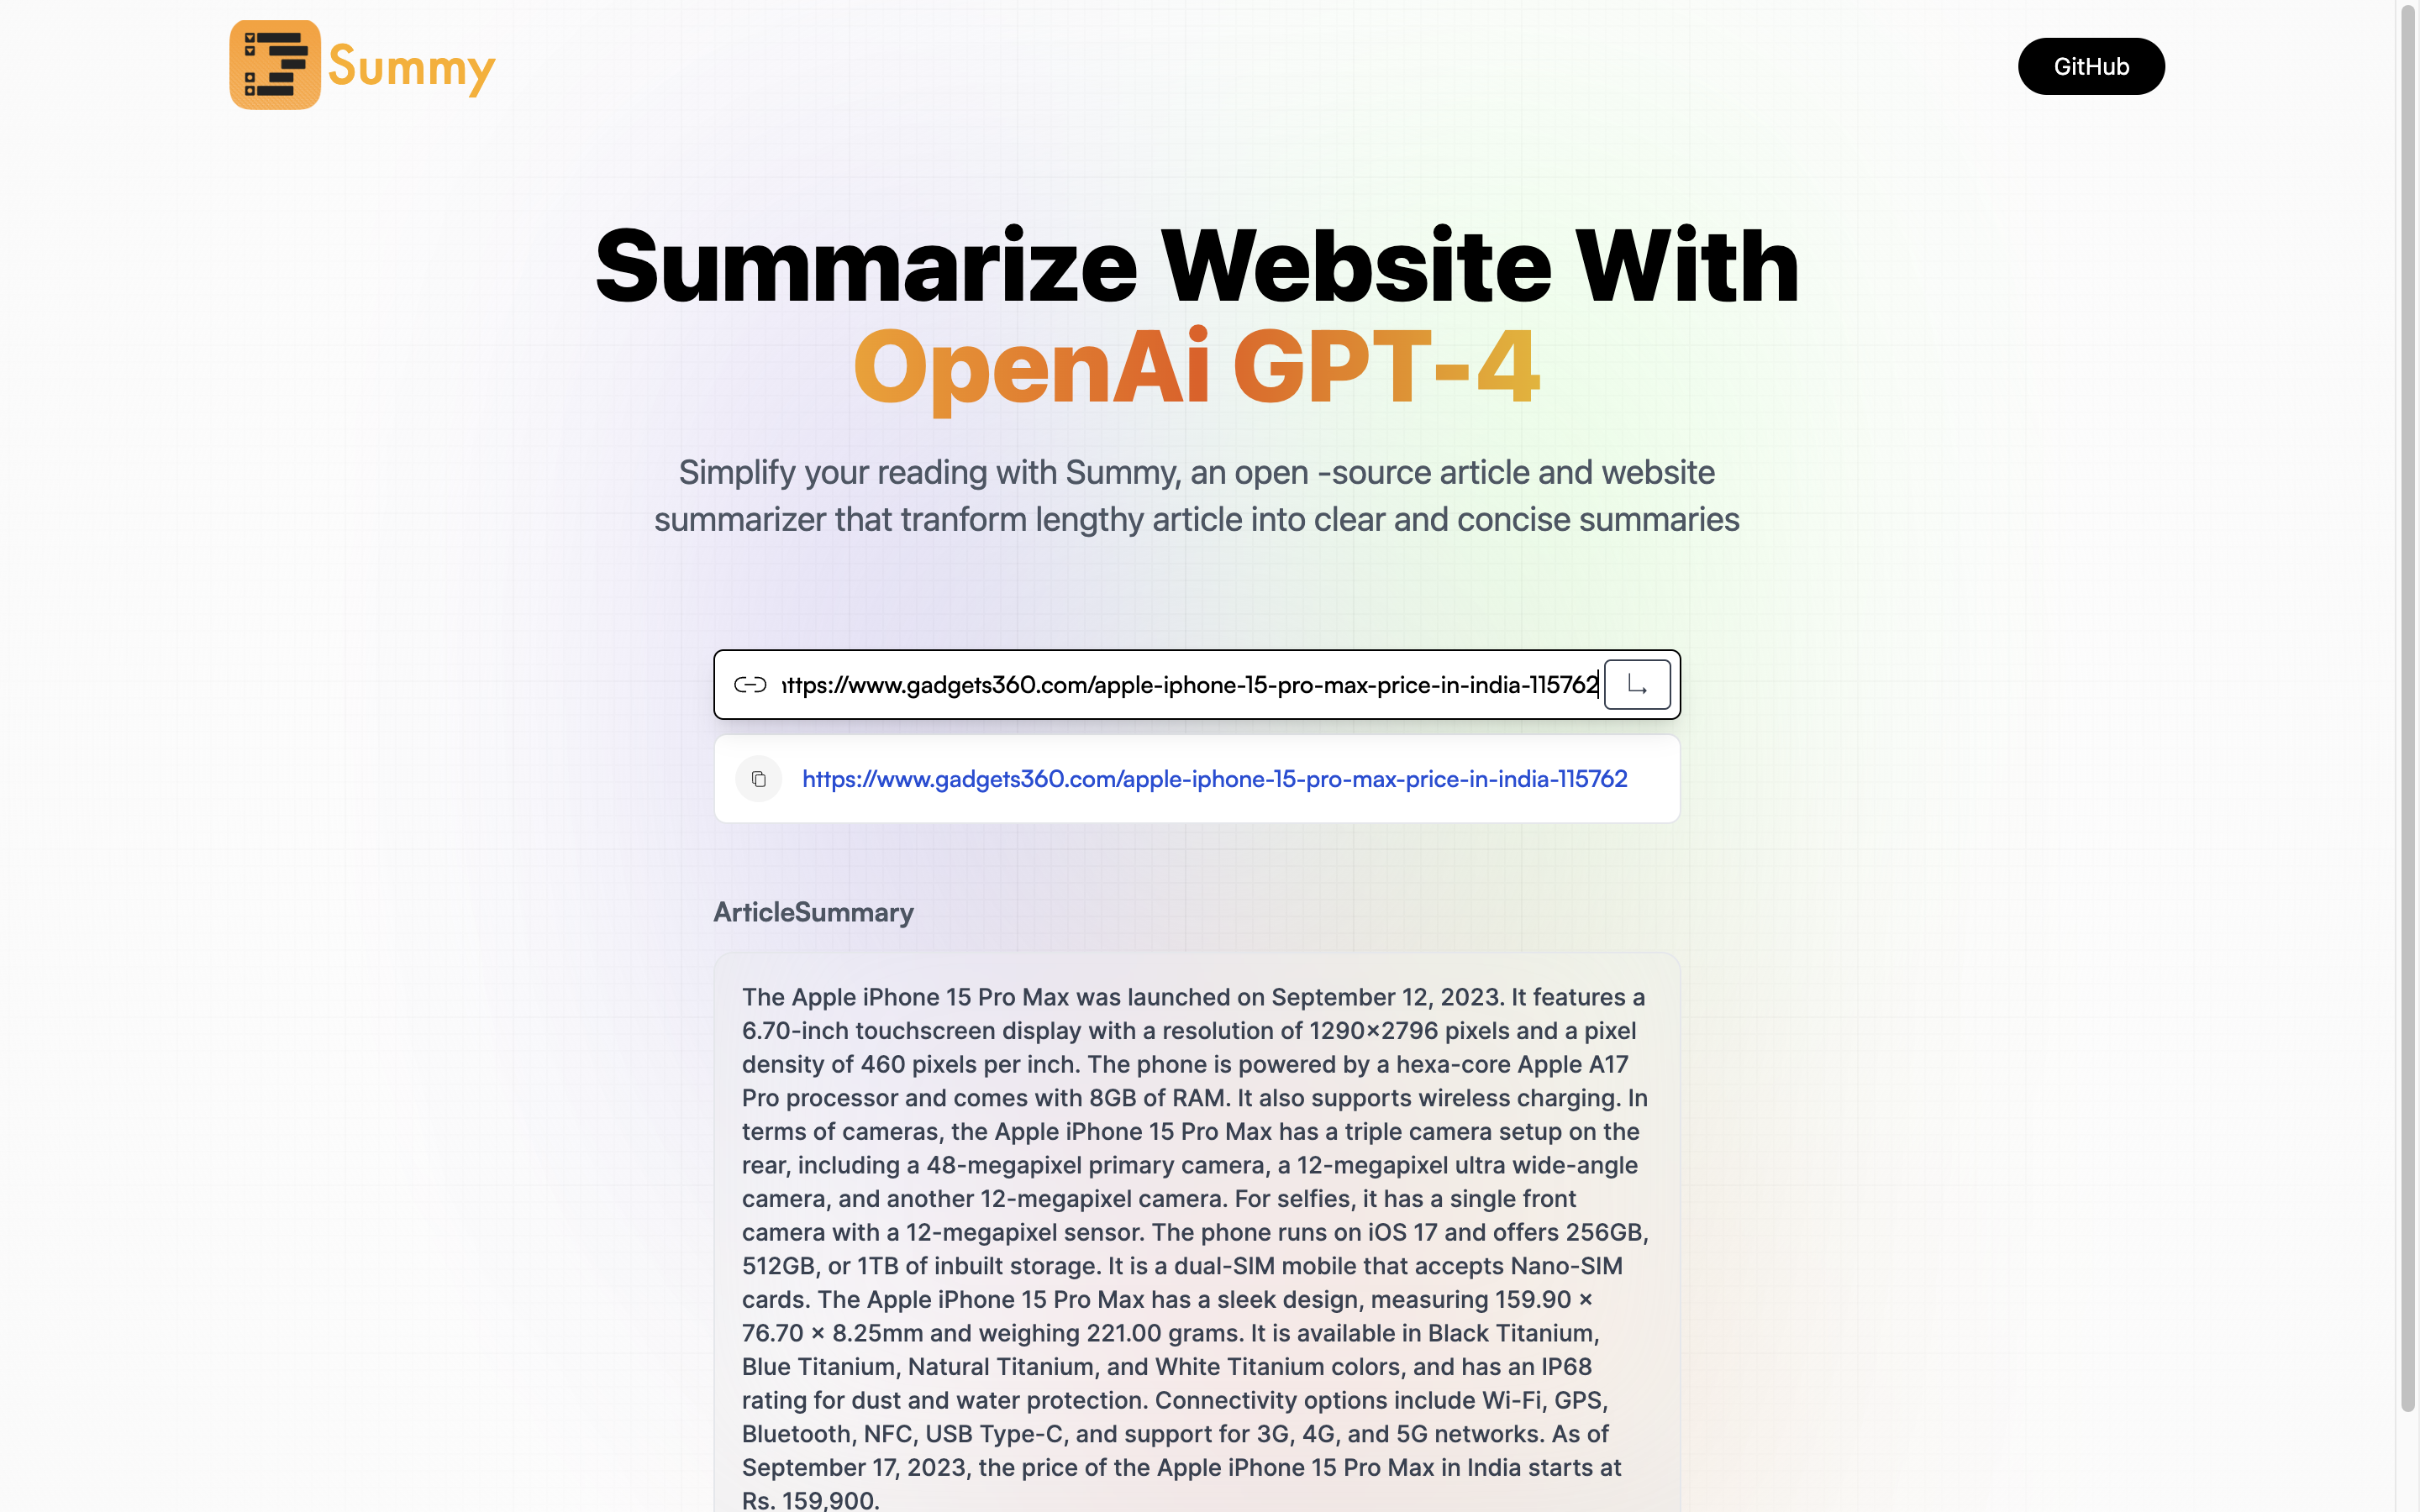 Summy
GitHub
Summarize Website With
OpenAi GPT-4
Simplify your reading with Summy, an open -source article and website
summarizer that tranform lengthy article into clear and concise summaries
ttps://www.gadgets360.com/apple-iphone-15-pro-max-price-in-india-115762
https://www.gadgets360.com/apple-iphone-15-pro-max-price-in-india-115762
ArticleSummary
The Apple iPhone 15 Pro Max was launched on September 12, 2023. It features a
6.70-inch touchscreen display with a resolution of 1290×2796 pixels and a pixel
density of 460 pixels per inch. The phone is powered by a hexa-core Apple A17
Pro processor and comes with 8GB of RAM. It also supports wireless charging. In
terms of cameras, the Apple iPhone 15 Pro Max has a triple camera setup on the
rear, including a 48-megapixel primary camera, a 12-megapixel ultra wide-angle
camera, and another 12-megapixel camera. For selfies, it has a single front
camera with a 12-megapixel sensor. The phone runs on iOS 17 and offers 256GB,
512GB, or 1TB of inbuilt storage. It is a dual-SIM mobile that accepts Nano-SIM
cards. The Apple iPhone 15 Pro Max has a sleek design, measuring 159.90 ×
76.70 × 8.25mm and weighing 221.00 grams. It is available in Black Titanium,
Blue Titanium, Natural Titanium, and White Titanium colors, and has an IP68
rating for dust and water protection. Connectivity options include Wi-Fi, GPS,
Bluetooth, NFC, USB Type-C, and support for 3G, 4G, and 5G networks. As of
September 17, 2023, the price of the Apple iPhone 15 Pro Max in India starts at
Rs. 159,900.